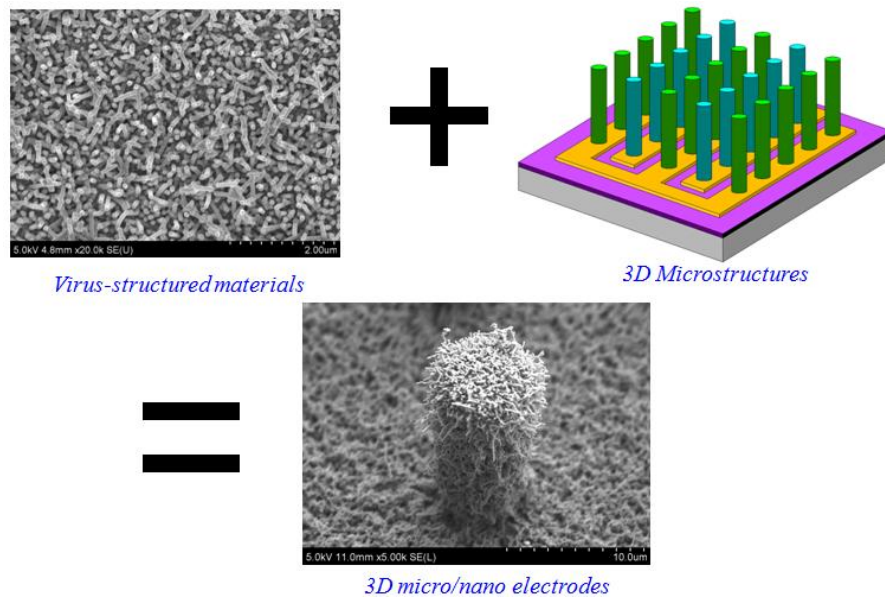 5.0kV 4.8mm x20.0k SE(U) 2.00um
Virus-structured materials
3D Microstructures
5.0kV 11.0mm x5.00k SE(L) 10.0um
3D micro/nano electrodes